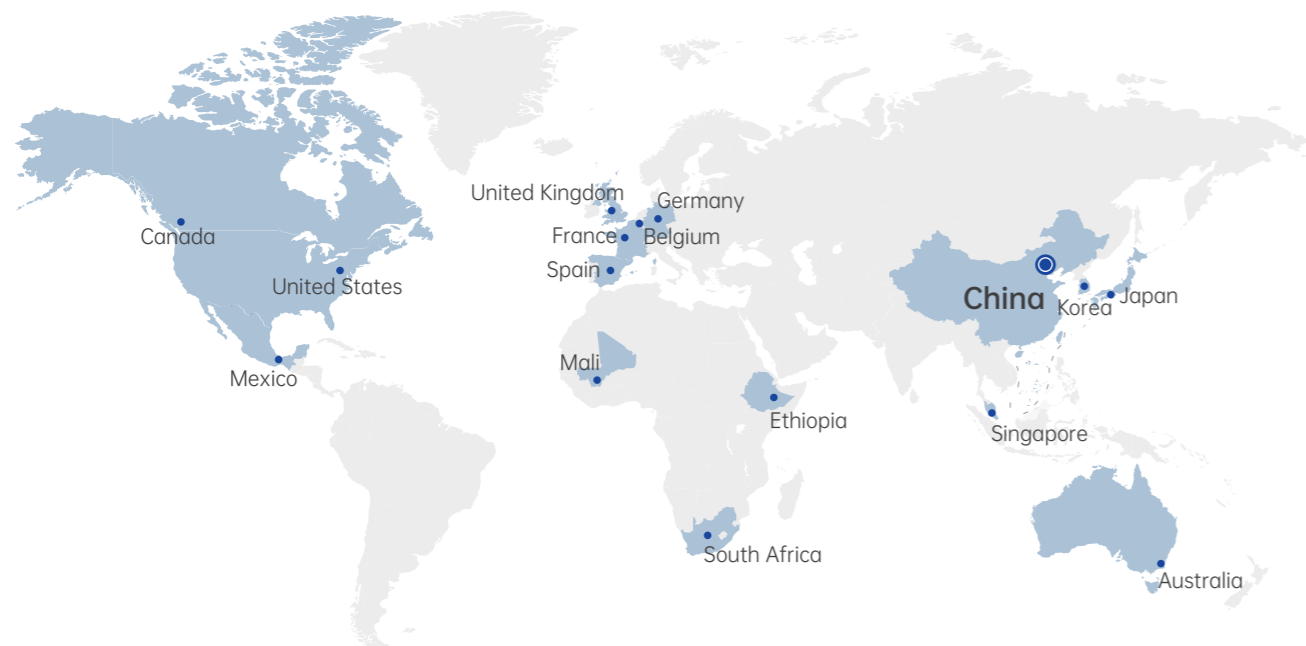 United Kingdom
Germany
Canada
France
Belgium
Spain
United States
China
Korea
Japan
Mali
Mexico
Ethiopia
Singapore
South Africa
Australia